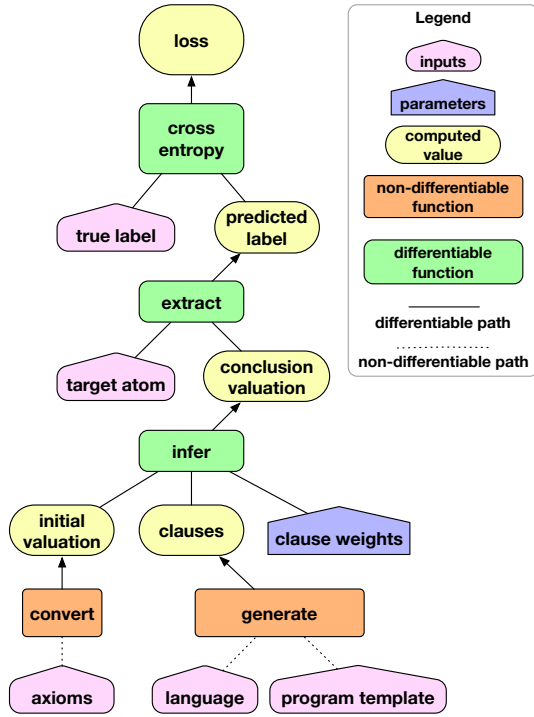 loss
cross
entropy
true label
predicted
label
extract
target atom
conclusion
valuation
infer
initial
valuation
clauses
clause weights
convert
generate
axioms
language
program template
Legend
inputs
parameters
computed
value
non-differentiable
function
differentiable
function
differentiable path
non-differentiable path